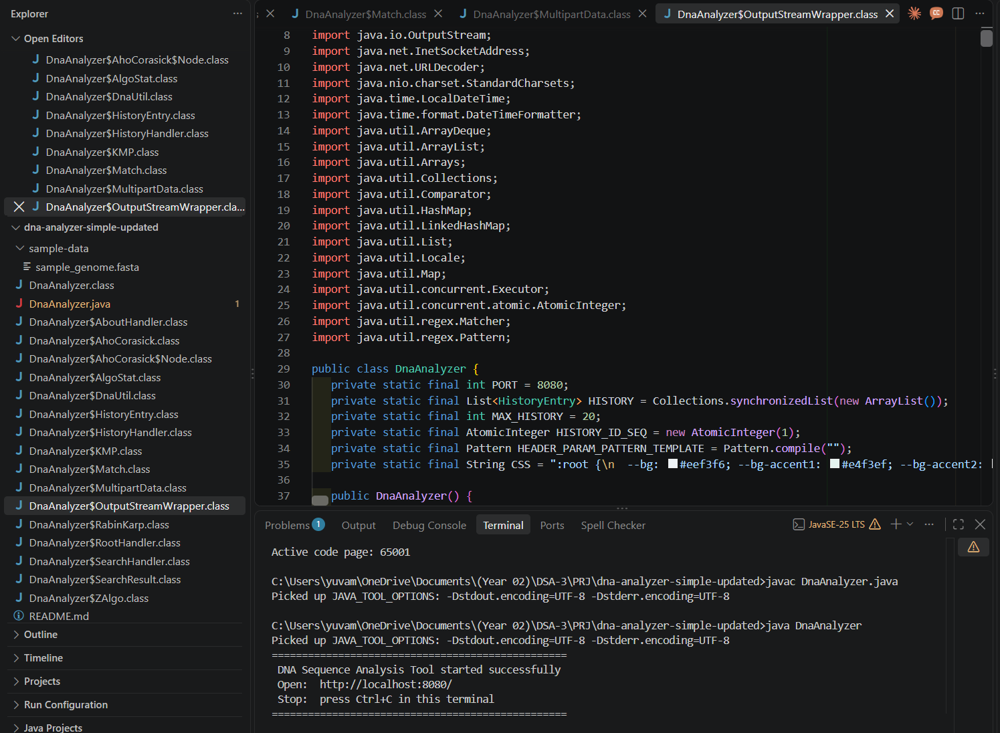 Explorer
Open Editors
DnaAnalyzer$AhoCorasick$Node.class
DnaAnalyzer$AlgoStat.class
DnaAnalyzer$DnaUtil.class
DnaAnalyzer$HistoryEntry.class
DnaAnalyzer$HistoryHandler.class
DnaAnalyzer$KMP.class
DnaAnalyzer$Match.class
DnaAnalyzer$MultipartData.class
DnaAnalyzer$OutputStreamWrapper.cla...
dna-analyzer-simple-updated
sample-data
sample_genome.fasta
DnaAnalyzer.class
DnaAnalyzer.java 1
DnaAnalyzer$AboutHandler.class
DnaAnalyzer$AhoCorasick.class
DnaAnalyzer$AhoCorasick$Node.class
DnaAnalyzer$AlgoStat.class
DnaAnalyzer$DnaUtil.class
DnaAnalyzer$HistoryEntry.class
DnaAnalyzer$HistoryHandler.class
DnaAnalyzer$KMP.class
DnaAnalyzer$Match.class
DnaAnalyzer$MultipartData.class
DnaAnalyzer$OutputStreamWrapper.class
DnaAnalyzer$RabinKarp.class
DnaAnalyzer$RootHandler.class
DnaAnalyzer$SearchHandler.class
DnaAnalyzer$SearchResult.class
DnaAnalyzer$ZAlgo.class
README.md
Outline
Timeline
Projects
Run Configuration
Java Projects
DnaAnalyzer$Match.class DnaAnalyzer$MultipartData.class DnaAnalyzer$OutputStreamWrapper.class
8 import java.io.OutputStream;
9 import java.net.InetSocketAddress;
10 import java.net.URLDecoder;
11 import java.nio.charset.StandardCharsets;
12 import java.time.LocalDateTime;
13 import java.time.format.DateTimeFormatter;
14 import java.util.ArrayDeque;
15 import java.util.ArrayList;
16 import java.util.Arrays;
17 import java.util.Collections;
18 import java.util.Comparator;
19 import java.util.HashMap;
20 import java.util.LinkedHashMap;
21 import java.util.List;
22 import java.util.Locale;
23 import java.util.Map;
24 import java.util.concurrent.Executor;
25 import java.util.concurrent.atomic.AtomicInteger;
26 import java.util.regex.Matcher;
27 import java.util.regex.Pattern;
28
29 public class DnaAnalyzer {
30 private static final int PORT = 8080;
31 private static final List<HistoryEntry> HISTORY = Collections.synchronizedList(new ArrayList());
32 private static final int MAX_HISTORY = 20;
33 private static final AtomicInteger HISTORY_ID_SEQ = new AtomicInteger(1);
34 private static final Pattern HEADER_PARAM_PATTERN_TEMPLATE = Pattern.compile("");
35 private static final String CSS = ":root {\n --bg: #eef3f6; --bg-accent1: #e4f3ef; --bg-accent2:
36
37 public DnaAnalyzer() {
Problems 1 Output Debug Console Terminal Ports Spell Checker JavaSE-25 LTS
Active code page: 65001
C:\Users\yuvam\OneDrive\Documents\(Year 02)\DSA-3\PRJ\dna-analyzer-simple-updated>javac DnaAnalyzer.java
Picked up JAVA_TOOL_OPTIONS: -Dstdout.encoding=UTF-8 -Dstderr.encoding=UTF-8
C:\Users\yuvam\OneDrive\Documents\(Year 02)\DSA-3\PRJ\dna-analyzer-simple-updated>java DnaAnalyzer
Picked up JAVA_TOOL_OPTIONS: -Dstdout.encoding=UTF-8 -Dstderr.encoding=UTF-8
=================================================
DNA Sequence Analysis Tool started successfully
Open: http://localhost:8080/
Stop: press Ctrl+C in this terminal
=================================================